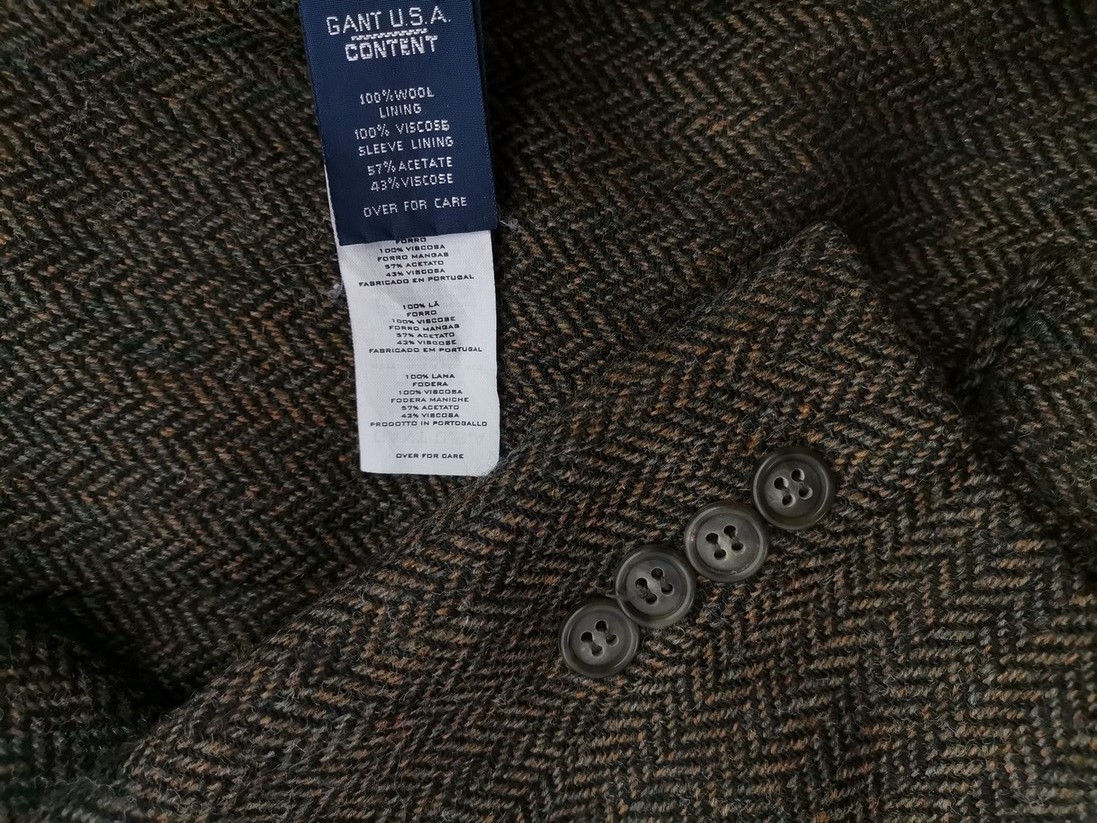 GANT U.S.A.
CONTENT
100%WOOL
LINING
100% VISCOSE
SLEEVE LINING
57%ACETATE
43%VISCOSE
OVER FOR CARE
FORRO
100% VISCOSA
FORRO MANGAS
57% ACETATO
43% VISCOSA
FABRICADO EN PORTUGAL
100% LÃ
FORRO
100% VISCOSE
FORRO MANGAS
57% ACETATO
43% VISCOSE
FABRICADO EM PORTUGAL
100% LANA
FODERA
100% VISCOSA
FODERA MANICHE
57% ACETATO
43% VISCOSA
PRODOTTO IN PORTOGALLO
OVER FOR CARE